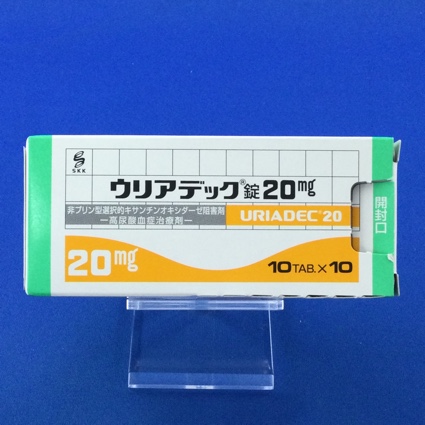 SKK
ウリアデック®錠20mg
非プリン型選択的キサンチンオキシダーゼ阻害剤
―高尿酸血症治療剤―
URIADEC®20
20mg
10TAB.×10
開封口